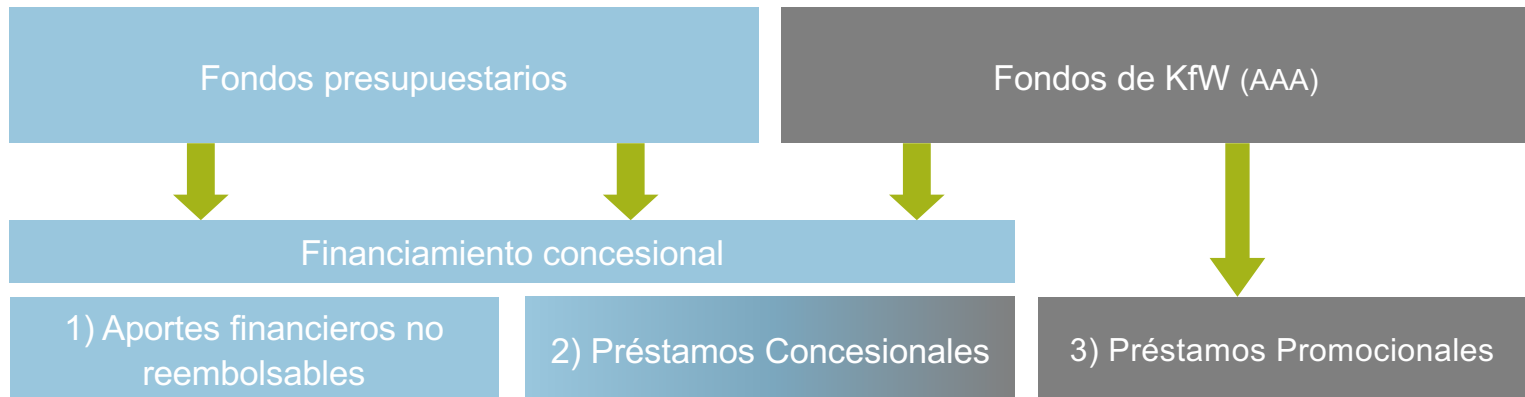 Fondos presupuestarios
Fondos de KfW (AAA)
Financiamiento concesional
1) Aportes financieros no
reembolsables
2) Préstamos Concesionales
3) Préstamos Promocionales